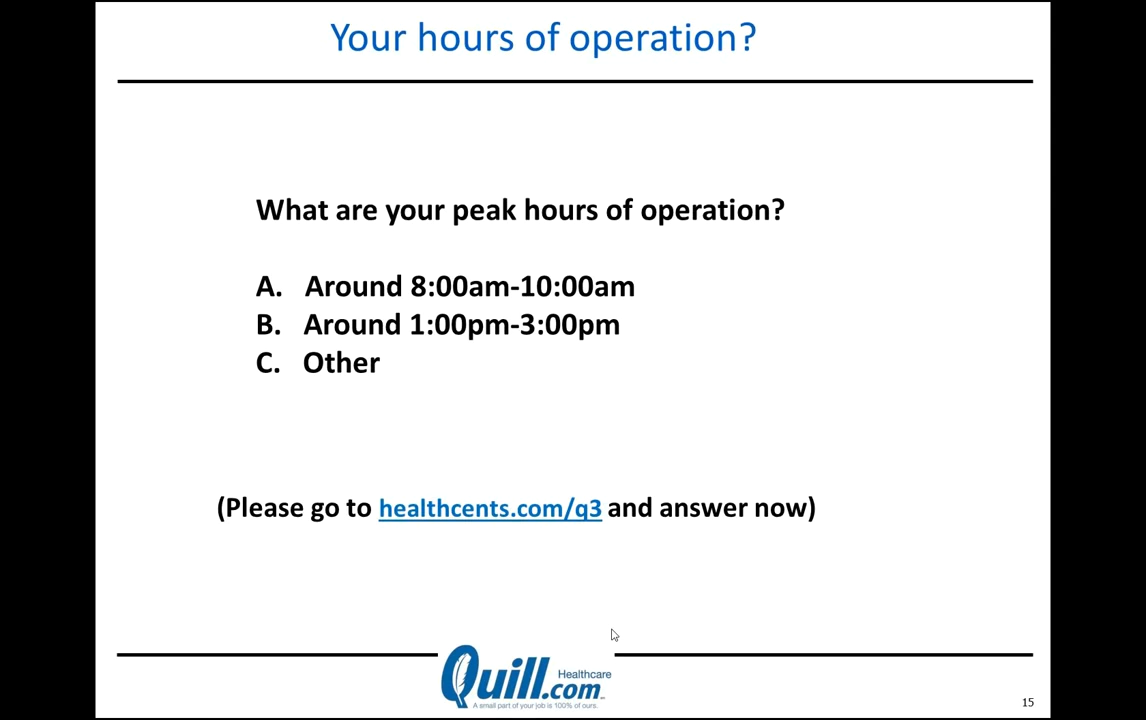 Your hours of operation?
What are your peak hours of operation?
A. Around 8:00am-10:00am
B. Around 1:00pm-3:00pm
C. Other
(Please go to healthcents.com/q3 and answer now)
Quill.com Healthcare
A small part of your job is 100% of ours.
15